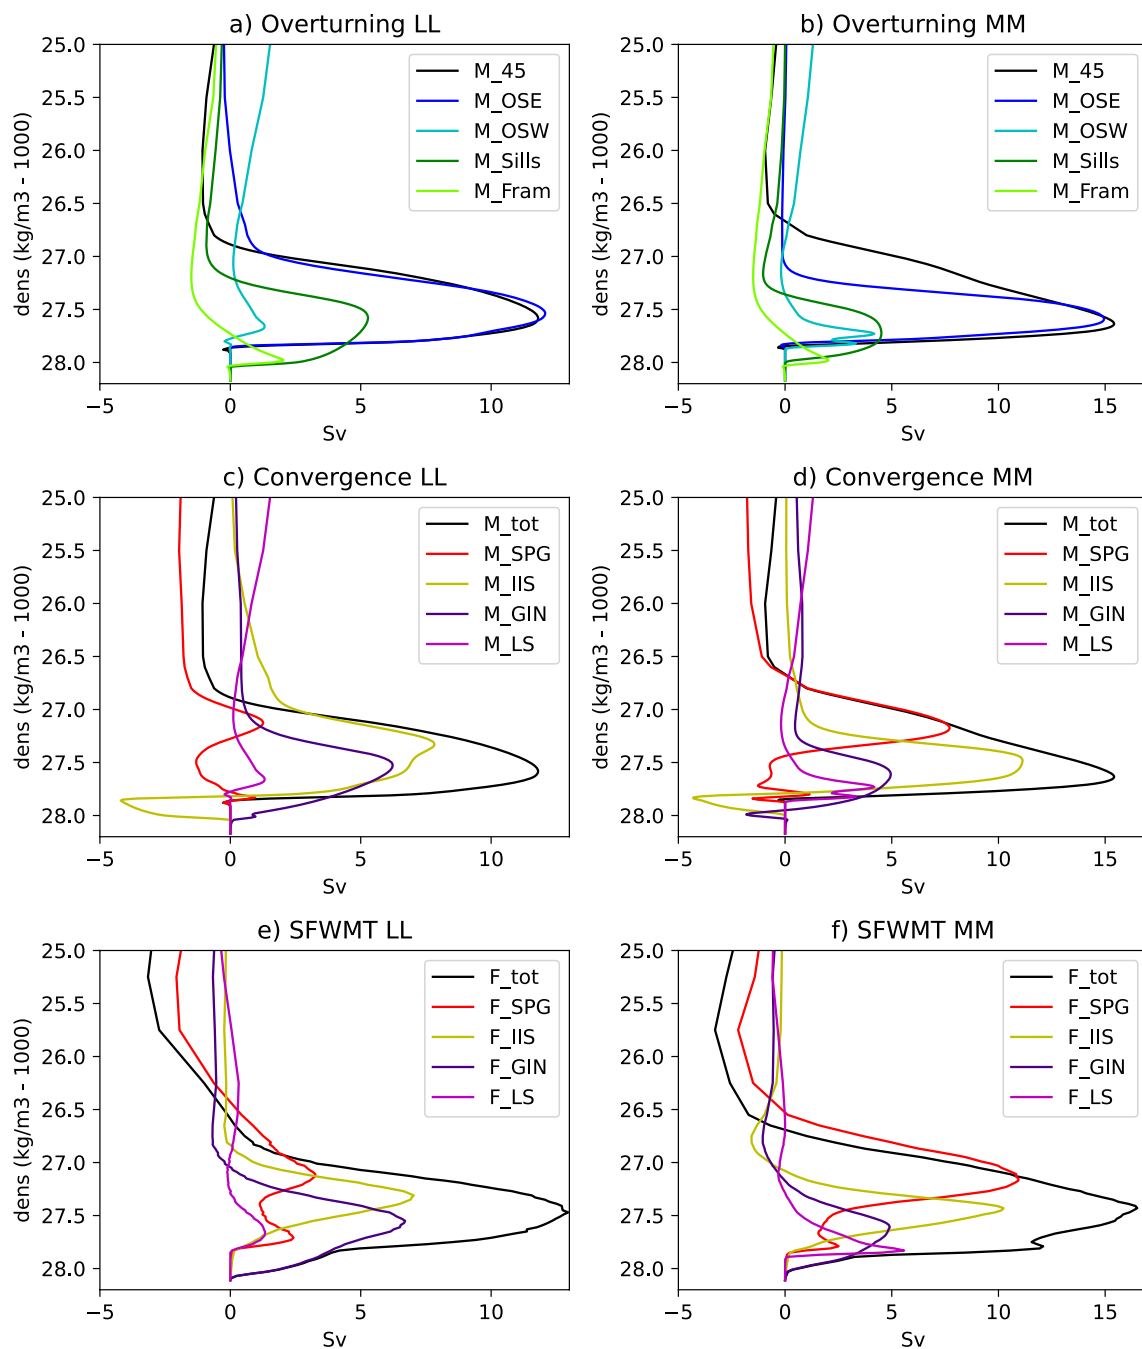 a) Overturning LL
25.0
25.5
26.0
26.5
27.0
27.5
28.0
dens (kg/m3 - 1000)
M_45
M_OSE
M_OSW
M_Sills
M_Fram
−5 0 5 10
Sv
b) Overturning MM
25.0
25.5
26.0
26.5
27.0
27.5
28.0
dens (kg/m3 - 1000)
M_45
M_OSE
M_OSW
M_Sills
M_Fram
−5 0 5 10 15
Sv
c) Convergence LL
25.0
25.5
26.0
26.5
27.0
27.5
28.0
dens (kg/m3 - 1000)
M_tot
M_SPG
M_IIS
M_GIN
M_LS
−5 0 5 10
Sv
d) Convergence MM
25.0
25.5
26.0
26.5
27.0
27.5
28.0
dens (kg/m3 - 1000)
M_tot
M_SPG
M_IIS
M_GIN
M_LS
−5 0 5 10 15
Sv
e) SFWMT LL
25.0
25.5
26.0
26.5
27.0
27.5
28.0
dens (kg/m3 - 1000)
F_tot
F_SPG
F_IIS
F_GIN
F_LS
−5 0 5 10
Sv
f) SFWMT MM
25.0
25.5
26.0
26.5
27.0
27.5
28.0
dens (kg/m3 - 1000)
F_tot
F_SPG
F_IIS
F_GIN
F_LS
−5 0 5 10 15
Sv